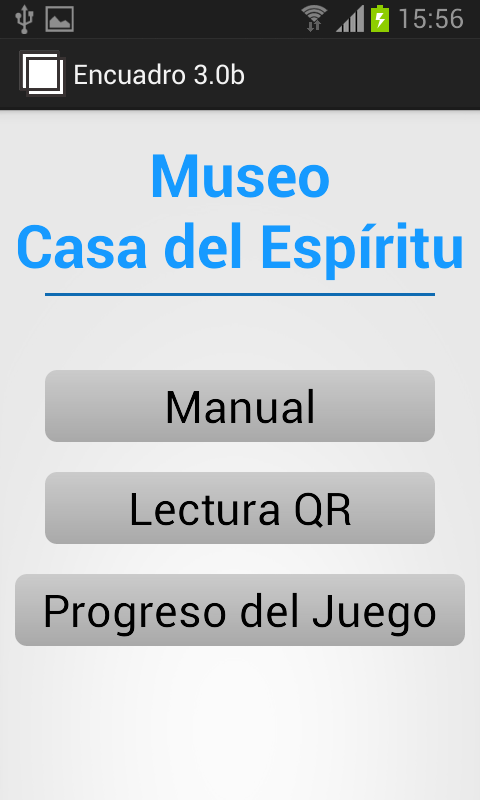 15:56
Encuadro 3.0b
Museo
Casa del Espíritu
Manual
Lectura QR
Progreso del Juego